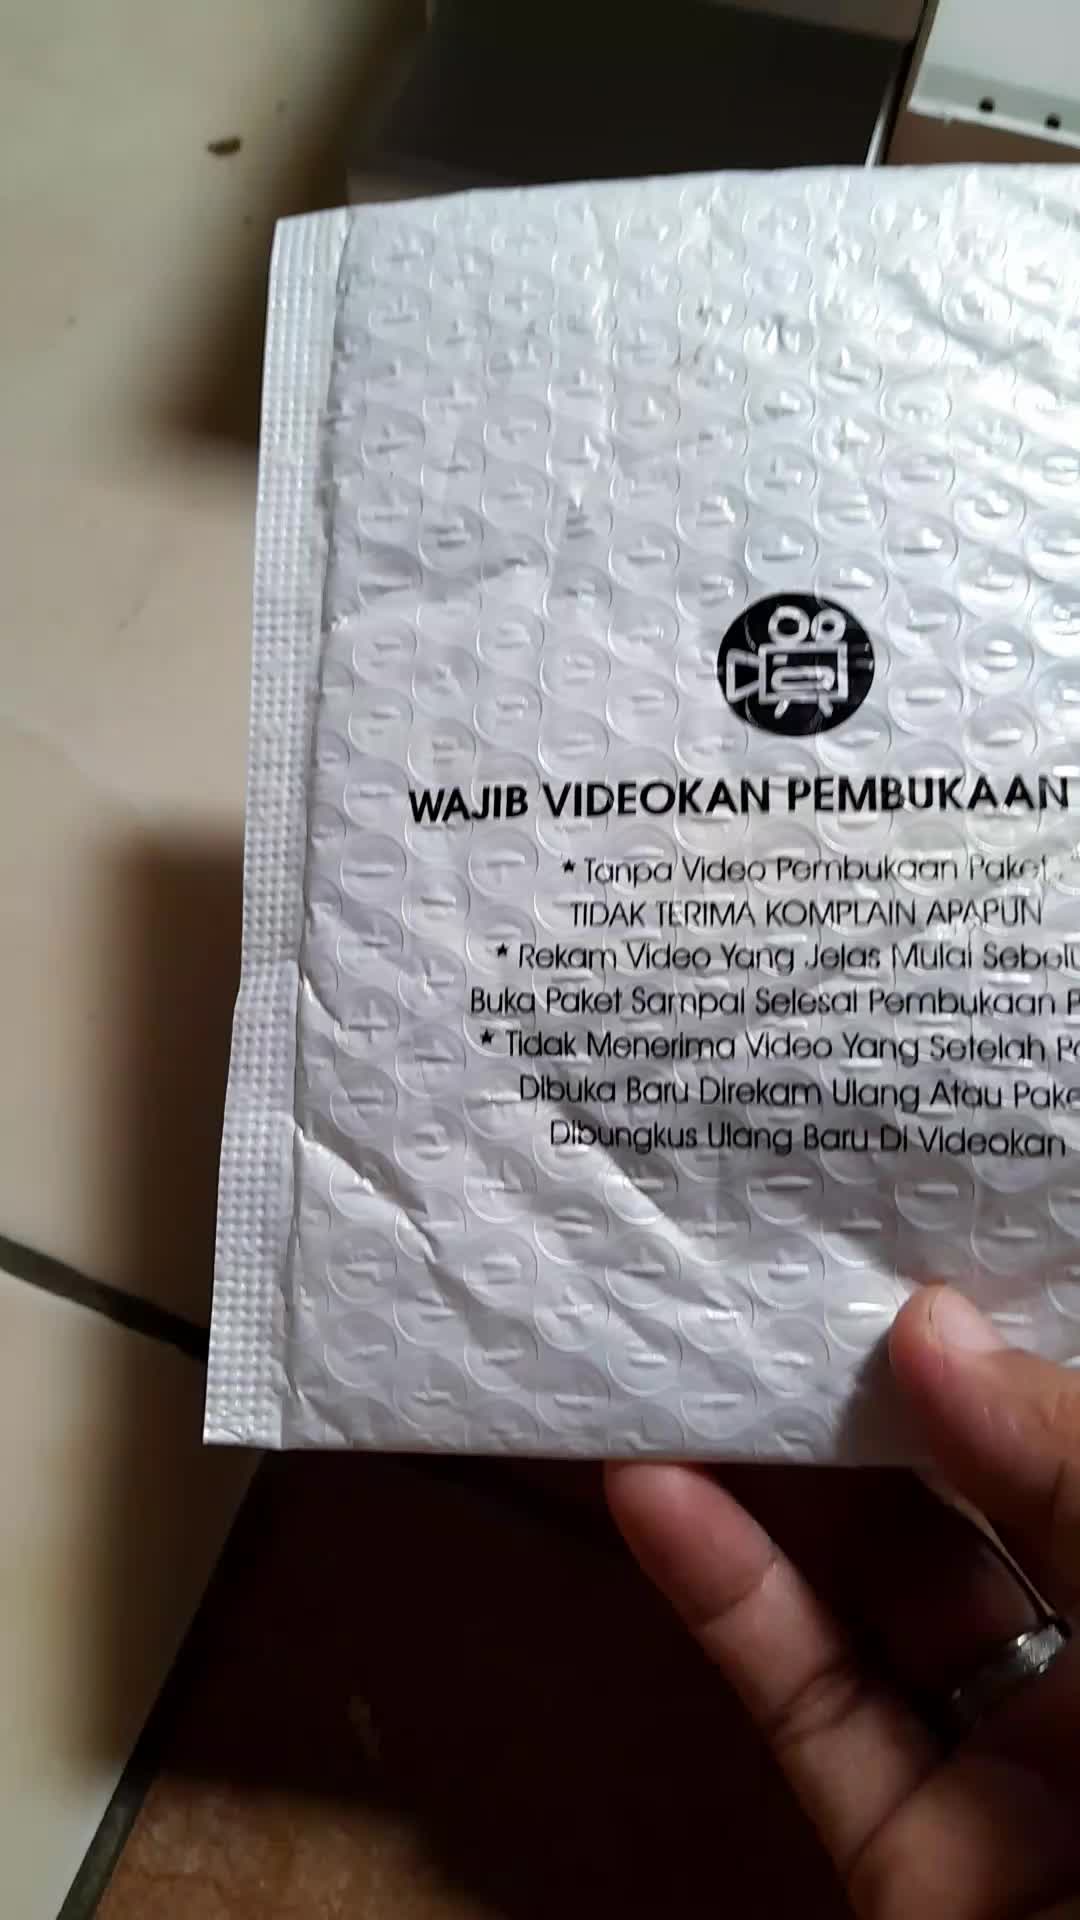 WAJIB VIDEOKAN PEMBUKAAN
* Tanpa Video Pembukaan Paket
TIDAK TERIMA KOMPLAIN APAPUN
* Rekam Video Yang Jelas Mulai
Buka Paket Sampai Selesai Pembukaan
* Tidak Menerima Video Yang Setelah
Dibuka Baru Direkam Ulang Atau
Dibungkus Ulang Baru Di Videokan